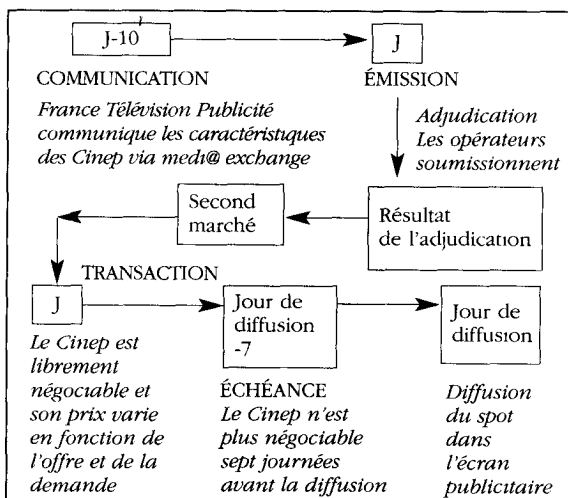 J-10
J
COMMUNICATION
ÉMISSION
France Télévision Publicité
communique les caractéristiques
des Cinep via medi@ exchange
Adjudication
Les opérateurs
soumissionnent
Second
marché
Résultat
de l'adjudication
TRANSACTION
J
Jour de
diffusion
-7
Jour de
diffusion
Le Cinep est
librement
négociable et
son prix varie
en fonction de
l'offre et de la
demande
ÉCHÉANCE
Le Cinep n'est
plus négociable
sept journées
avant la diffusion
Diffusion
du spot
dans
l'écran
publicitaire